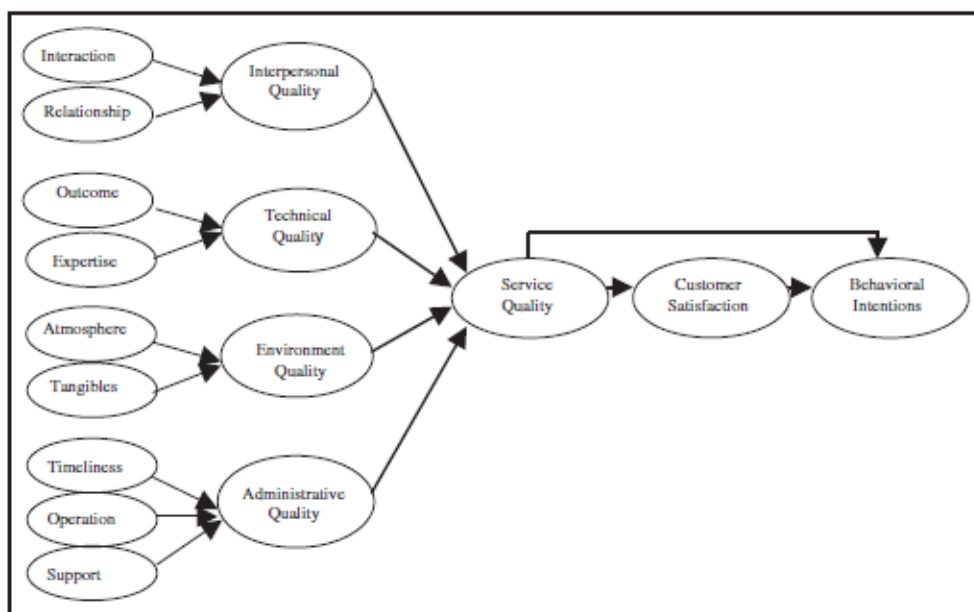 Interaction
Relationship
Interpersonal
Quality
Outcome
Expertise
Technical
Quality
Atmosphere
Tangibles
Environment
Quality
Timeliness
Operation
Support
Administrative
Quality
Service
Quality
Customer
Satisfaction
Behavioral
Intentions